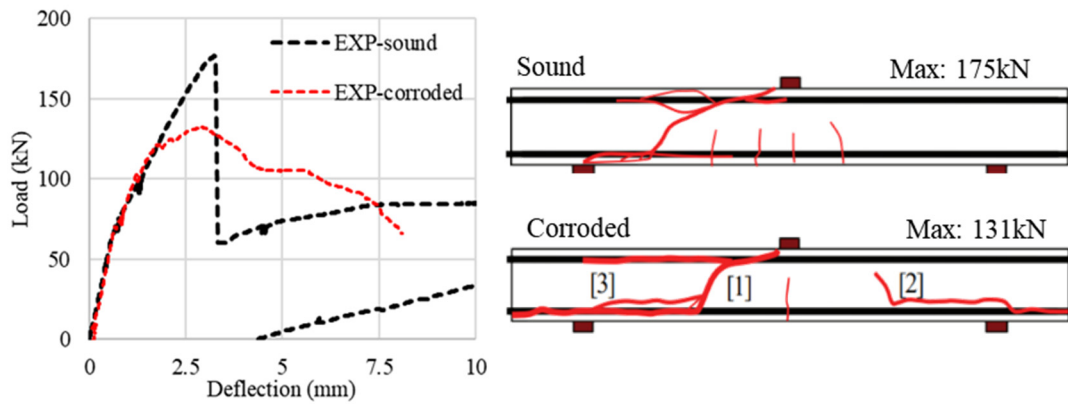 200
150
100
50
0
Load (kN)
0
2.5
5
7.5
10
Deflection (mm)
EXP-sound
EXP-corroded
Sound
Max: 175kN
Corroded
Max: 131kN
[3]
[1]
[2]